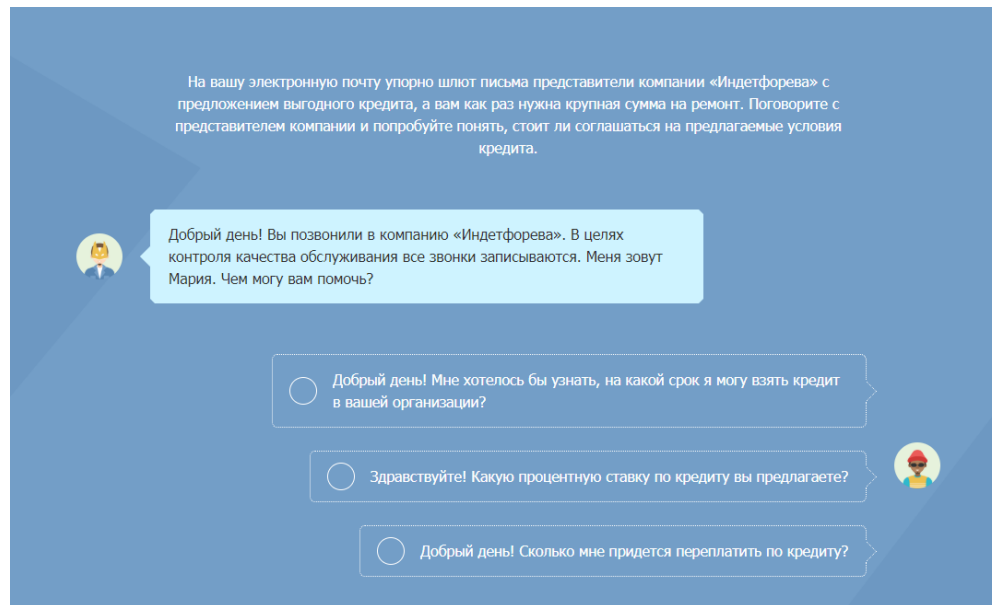 На вашу электронную почту упорно шлют письма представители компании «Индетфорева» с
предложением выгодного кредита, а вам как раз нужна крупная сумма на ремонт. Поговорите с
представителем компании и попробуйте понять, стоит ли соглашаться на предлагаемые условия
кредита.
Добрый день! Вы позвонили в компанию «Индетфорева». В целях
контроля качества обслуживания все звонки записываются. Меня зовут
Мария. Чем могу вам помочь?
Добрый день! Мне хотелось бы узнать, на какой срок я могу взять кредит
в вашей организации?
Здравствуйте! Какую процентную ставку по кредиту вы предлагаете?
Добрый день! Сколько мне придется переплатить по кредиту?